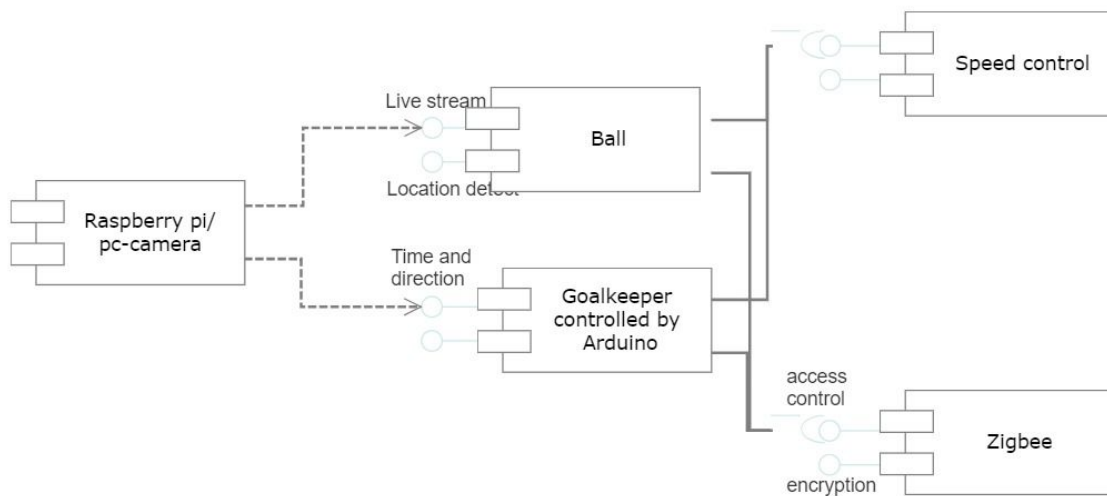 Speed control
Live stream
Ball
Location detect
Raspberry pi/
pc-camera
Time and
direction
Goalkeeper
controlled by
Arduino
access
control
Zigbee
encryption